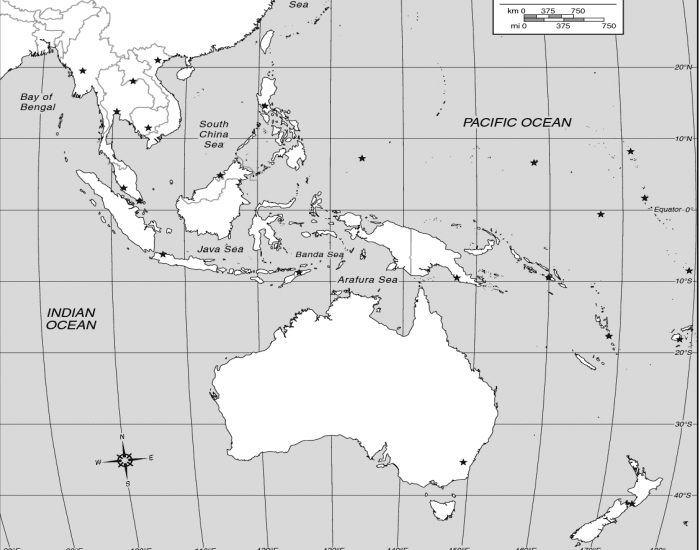 Sea
km 0 375 750
mi 0 375 750
20°N
Bay of
Bengal
South
China
Sea
PACIFIC OCEAN
10°N
Equator 0°
Java Sea
Banda Sea
Arafura Sea
10°S
INDIAN
OCEAN
20°S
30°S
N
W E
S
40°S